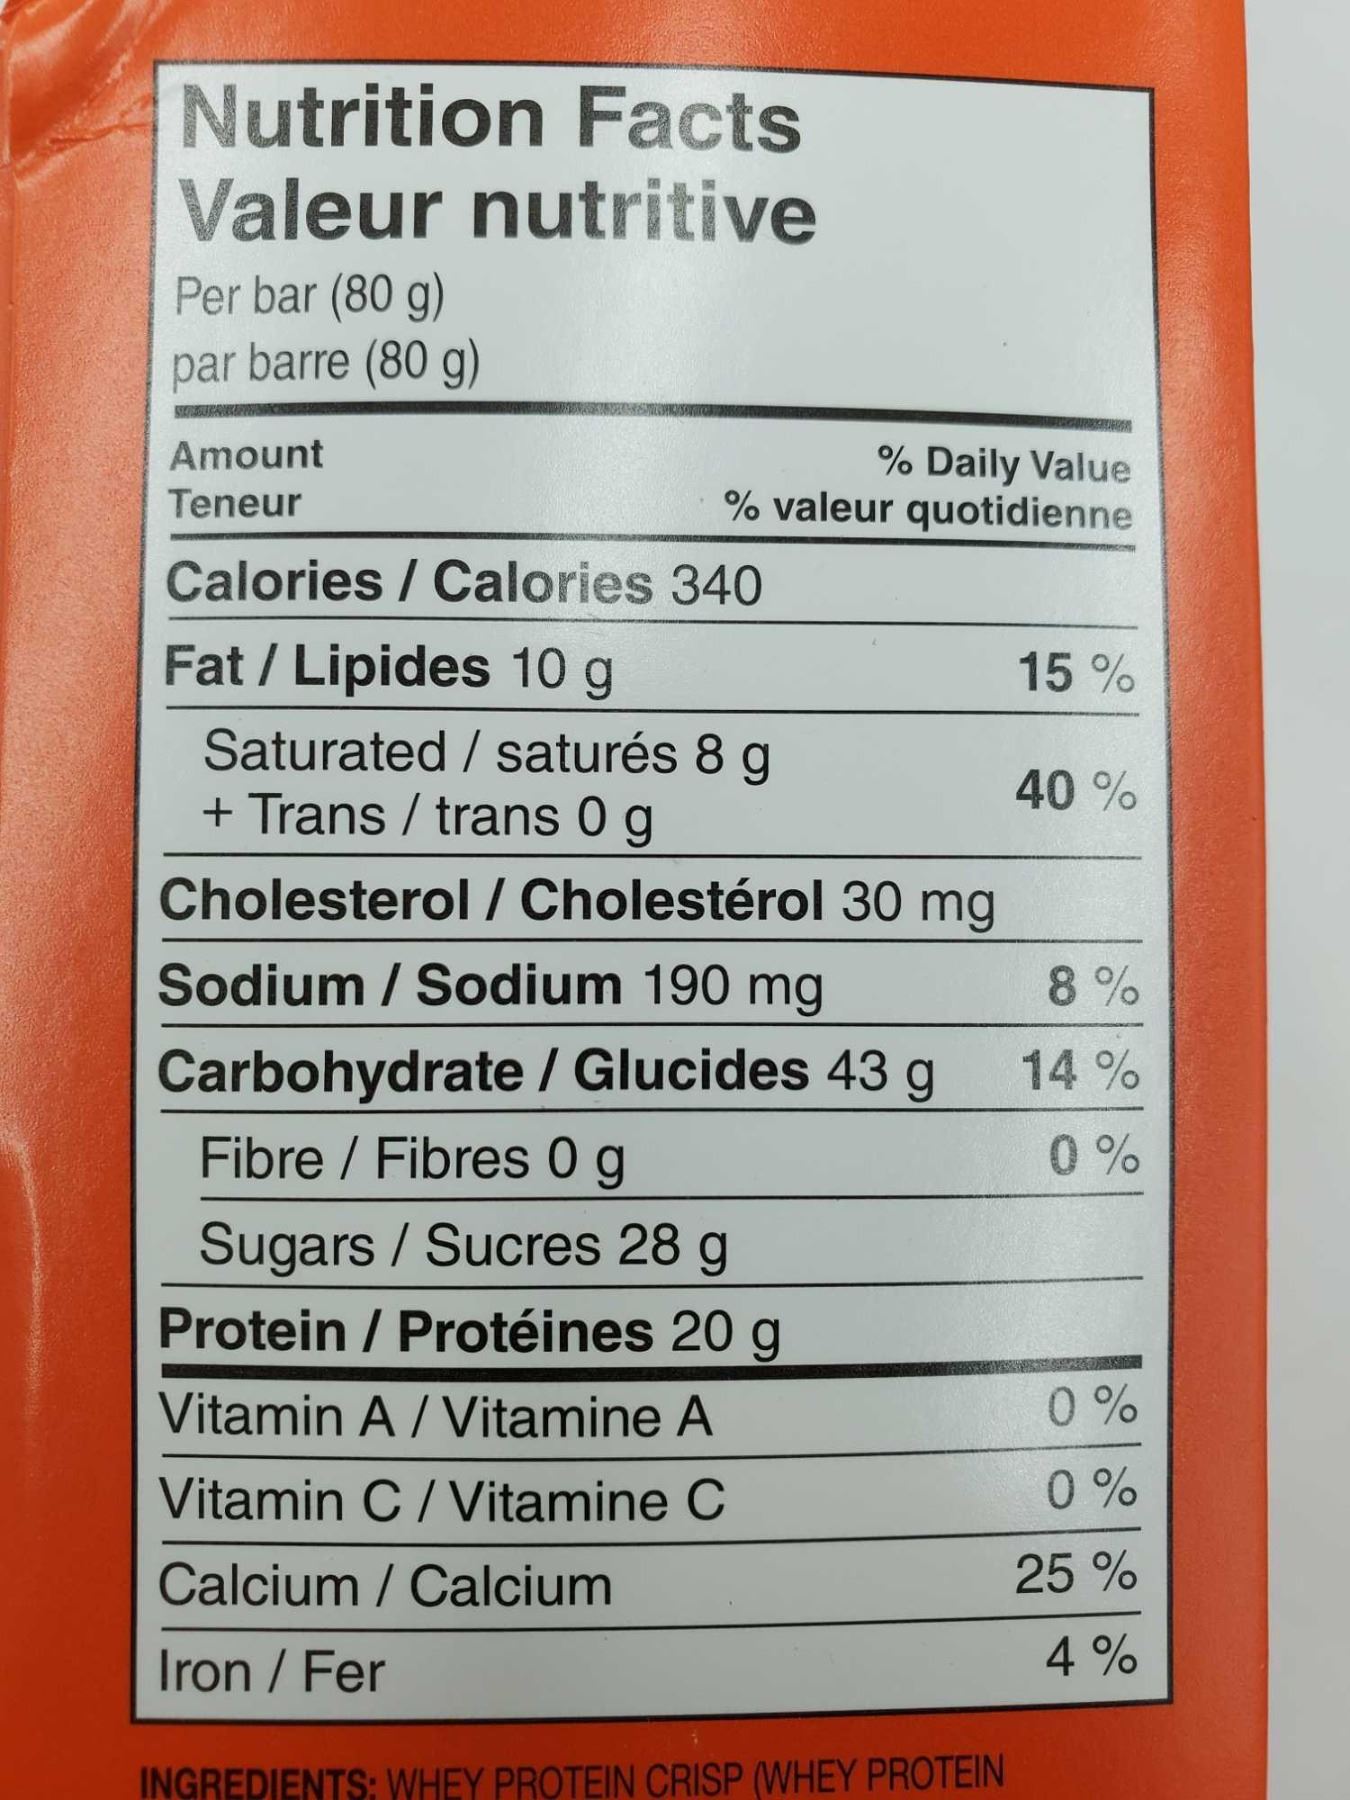 Nutrition Facts
Valeur nutritive
Per bar (80 g)
par barre (80 g)
Amount % Daily Value
Teneur % valeur quotidienne
Calories / Calories 340
Fat / Lipides 10 g 15 %
Saturated / saturés 8 g
+ Trans / trans 0 g 40 %
Cholesterol / Cholestérol 30 mg
Sodium / Sodium 190 mg 8 %
Carbohydrate / Glucides 43 g 14 %
Fibre / Fibres 0 g 0 %
Sugars / Sucres 28 g
Protein / Protéines 20 g
Vitamin A / Vitamine A 0 %
Vitamin C / Vitamine C 0 %
Calcium / Calcium 25 %
Iron / Fer 4 %
INGREDIENTS: WHEY PROTEIN CRISP (WHEY PROTEIN